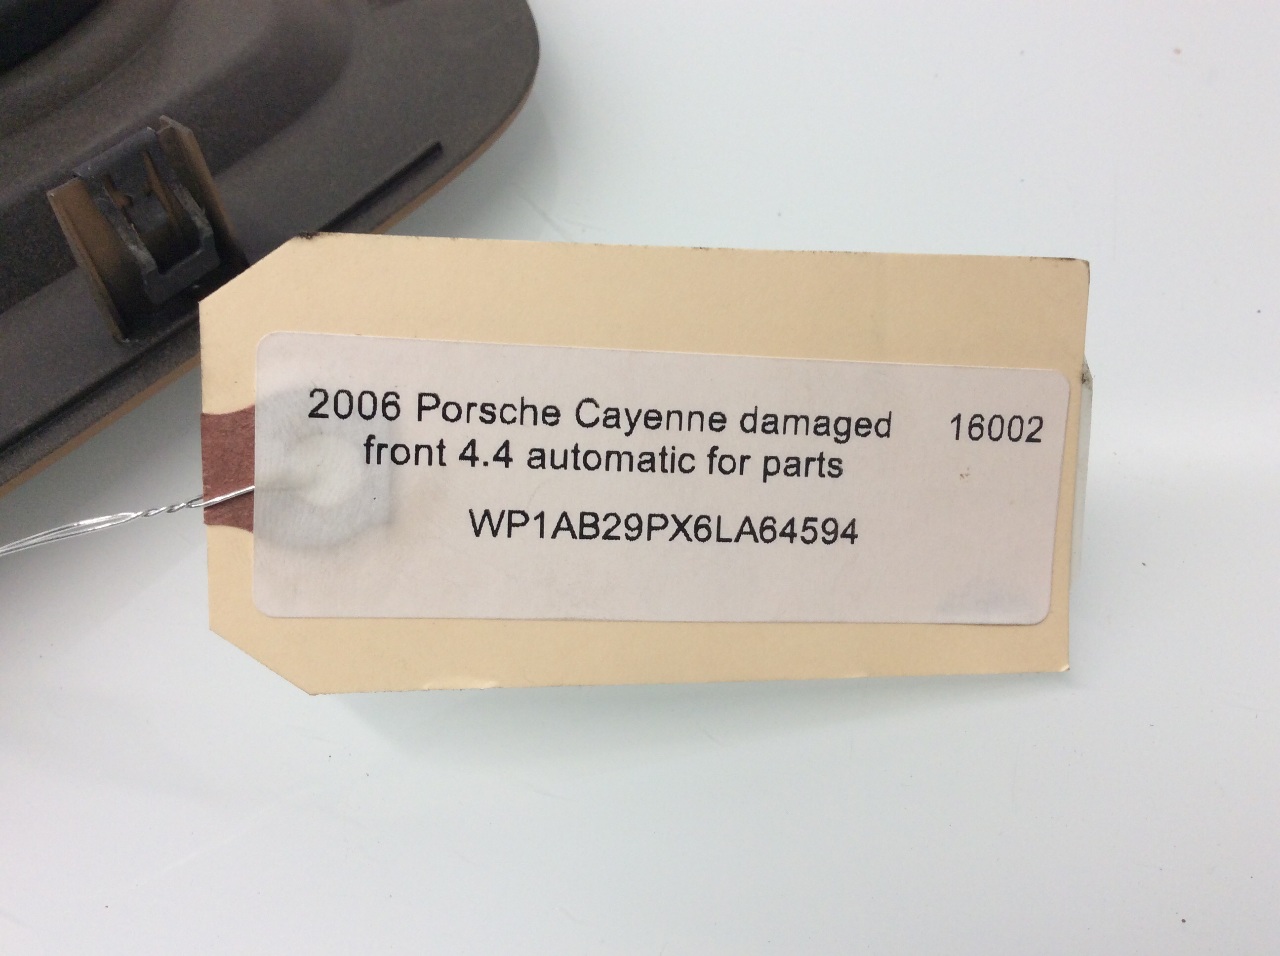 2006 Porsche Cayenne damaged 16002
front 4.4 automatic for parts
WP1AB29PX6LA64594